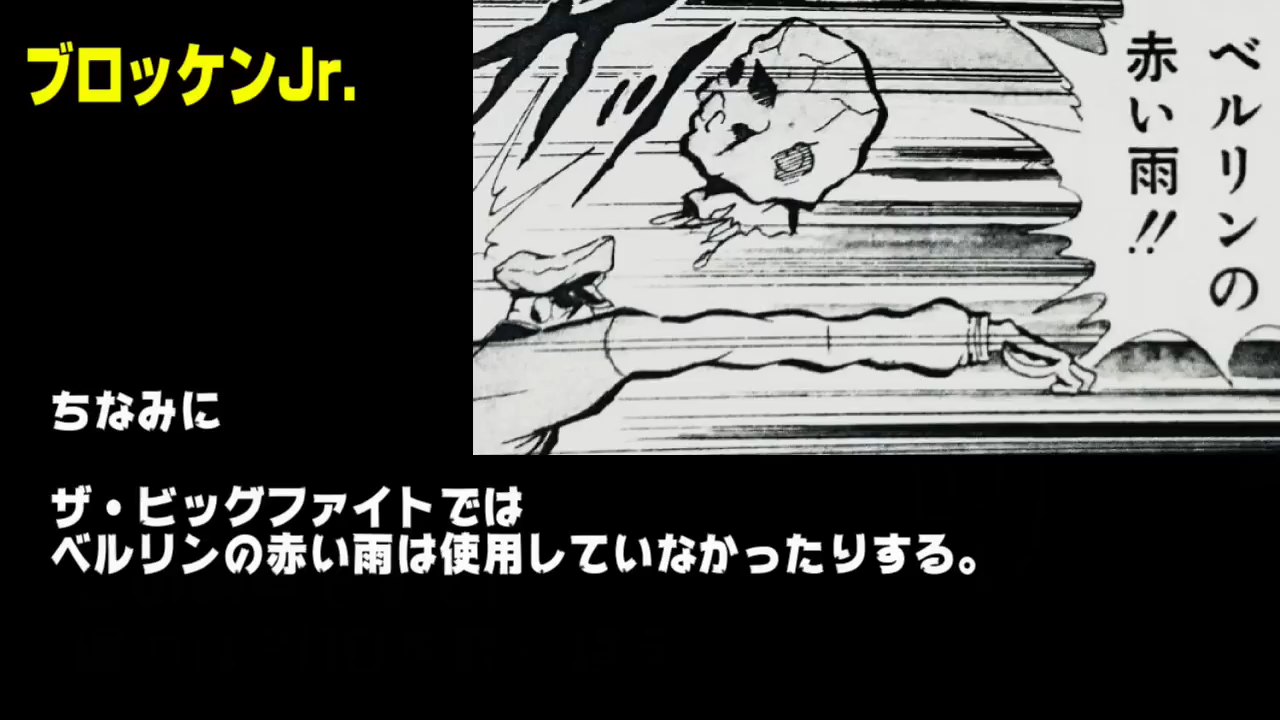 ブロッケンJr.
ベルリンの
赤い雨!!
ちなみに
ザ・ビッグファイトでは
ベルリンの赤い雨は使用していなかったりする。